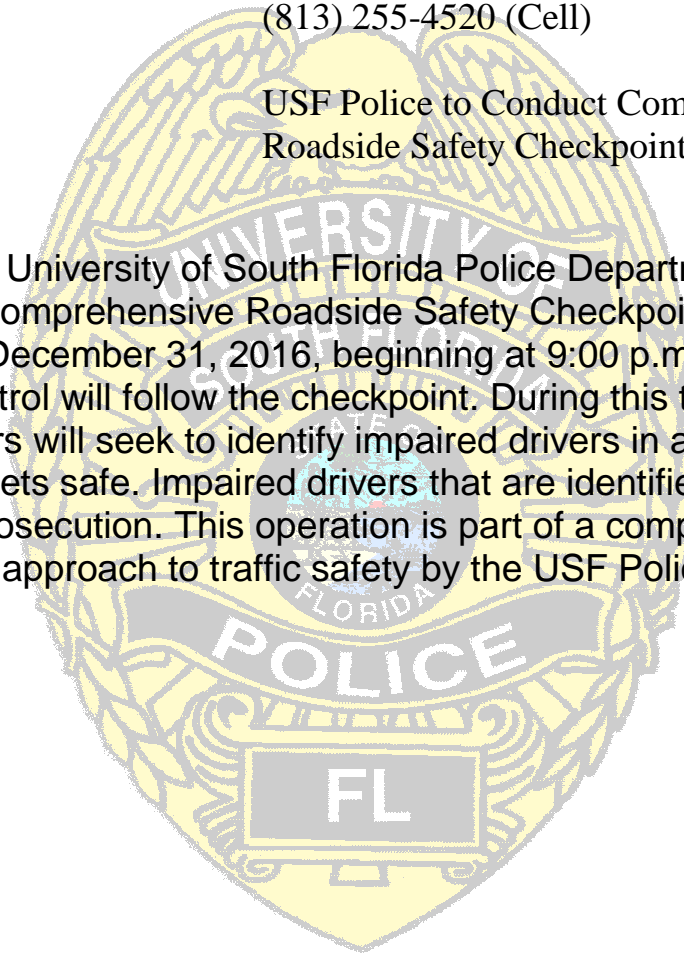 (813) 255-4520 (Cell)
USF Police to Conduct Com
Roadside Safety Checkpoint
University of South Florida Police Depart
omprehensive Roadside Safety Checkpoi
December 31, 2016, beginning at 9:00 p.m
trol will follow the checkpoint. During this t
rs will seek to identify impaired drivers in a
ets safe. Impaired drivers that are identifie
osecution. This operation is part of a comp
approach to traffic safety by the USF Polic
UNIVERSITY OF
SOUTH FLORIDA
STATE OF
FLORIDA
POLICE
FL